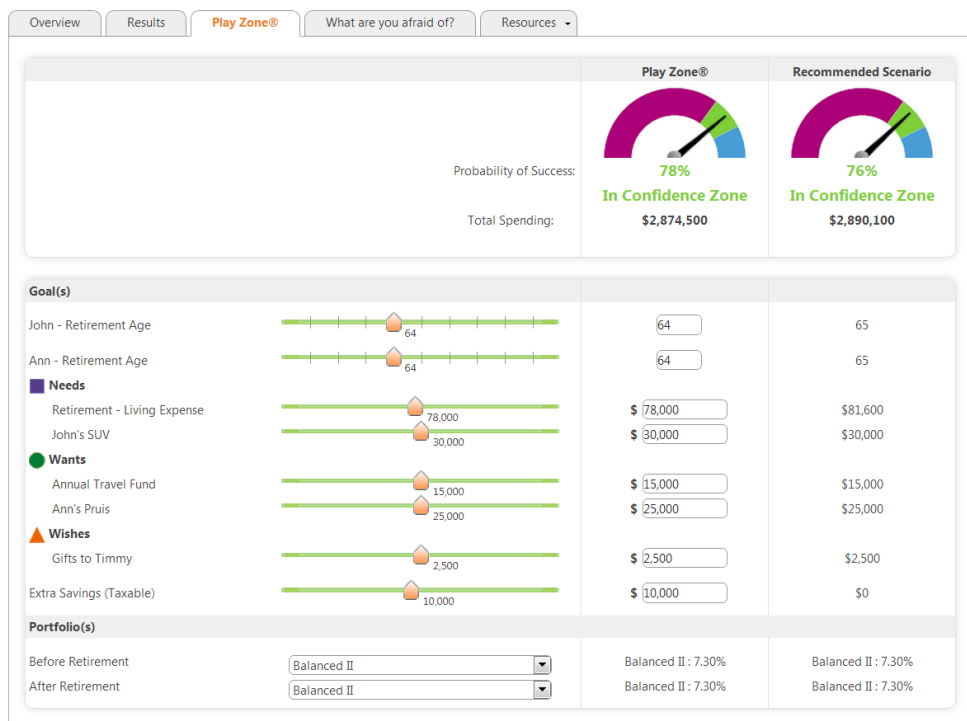 Overview Results Play Zone® What are you afraid of? Resources
Play Zone® Recommended Scenario
Probability of Success: 78% 76%
In Confidence Zone In Confidence Zone
Total Spending: $2,874,500 $2,890,100
Goal(s)
John - Retirement Age 64 64 65
Ann - Retirement Age 64 64 65
Needs
Retirement - Living Expense 78,000 $ 78,000 $81,600
John's SUV 30,000 $ 30,000 $30,000
Wants
Annual Travel Fund 15,000 $ 15,000 $15,000
Ann's Pruis 25,000 $ 25,000 $25,000
Wishes
Gifts to Timmy 2,500 $ 2,500 $2,500
Extra Savings (Taxable) 10,000 $ 10,000 $0
Portfolio(s)
Before Retirement Balanced II Balanced II : 7.30% Balanced II : 7.30%
After Retirement Balanced II Balanced II : 7.30% Balanced II : 7.30%